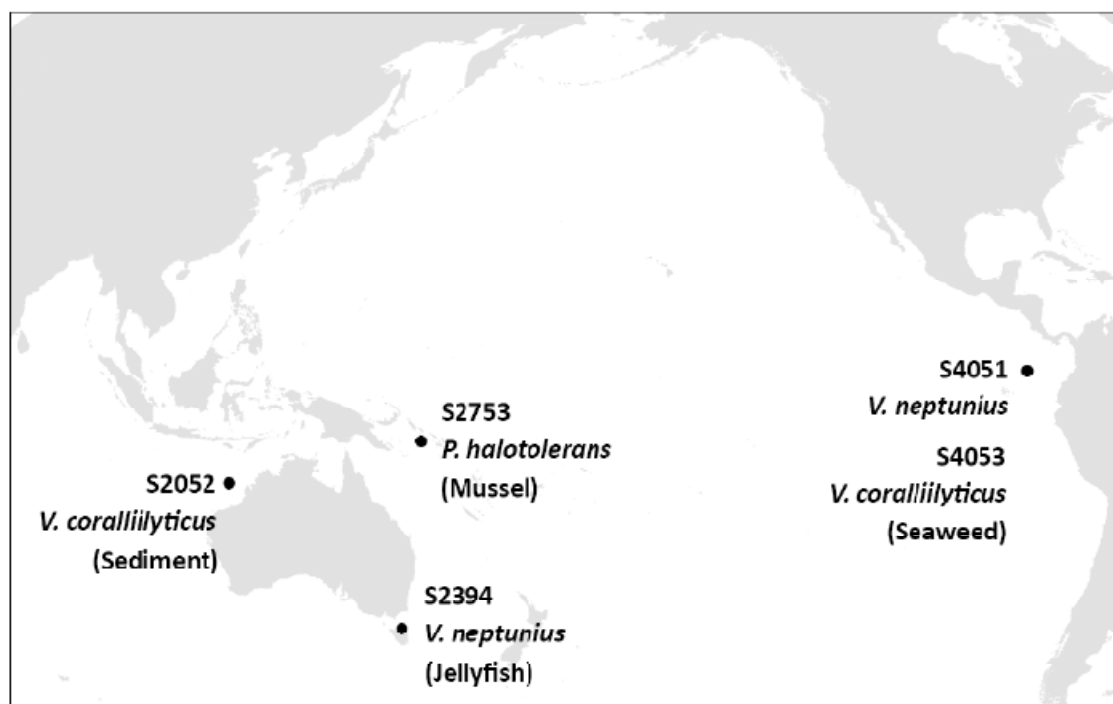 S4051
V. neptunius
S2753
P. halotolerans
(Mussel)
S4053
V. coralliilyticus
(Seaweed)
S2052
V. coralliilyticus
(Sediment)
S2394
V. neptunius
(Jellyfish)